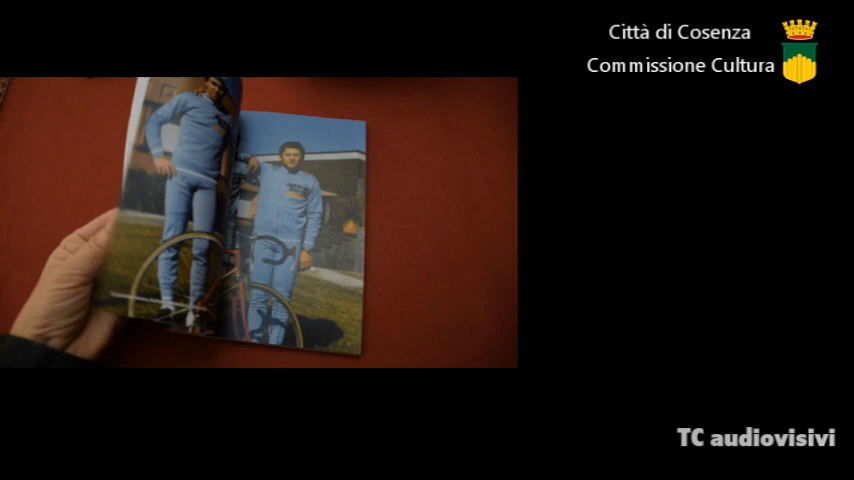 Città di Cosenza
Commissione Cultura
TC audiovisivi